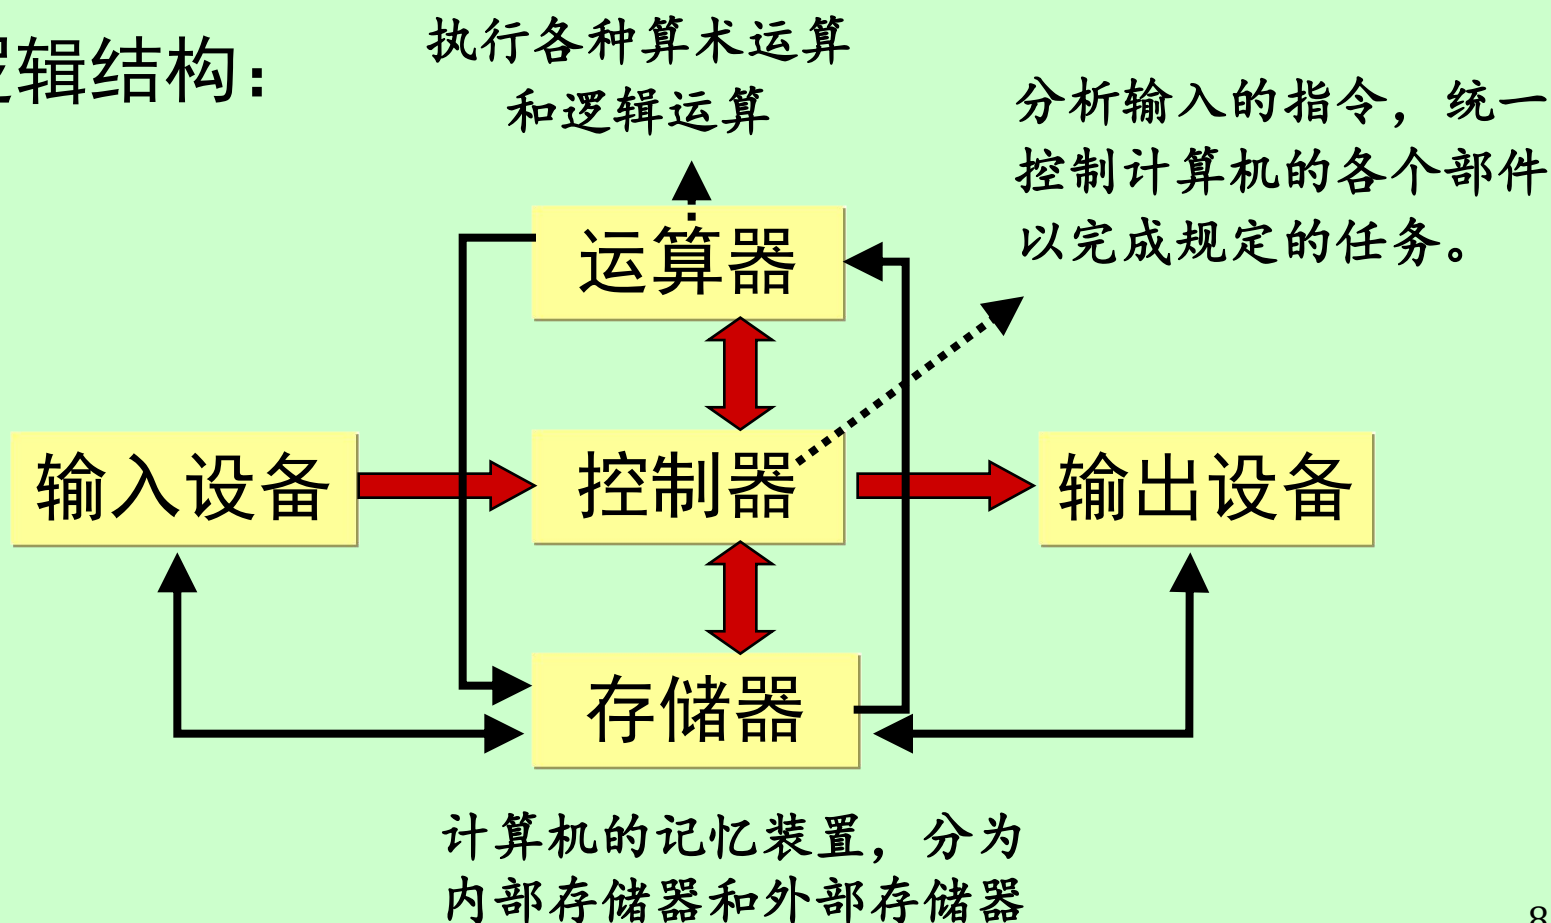 逻辑结构：
执行各种算术运算
和逻辑运算
分析输入的指令，统一
控制计算机的各个部件
以完成规定的任务。
运算器
输入设备
控制器
输出设备
存储器
计算机的记忆装置，分为
内部存储器和外部存储器
8